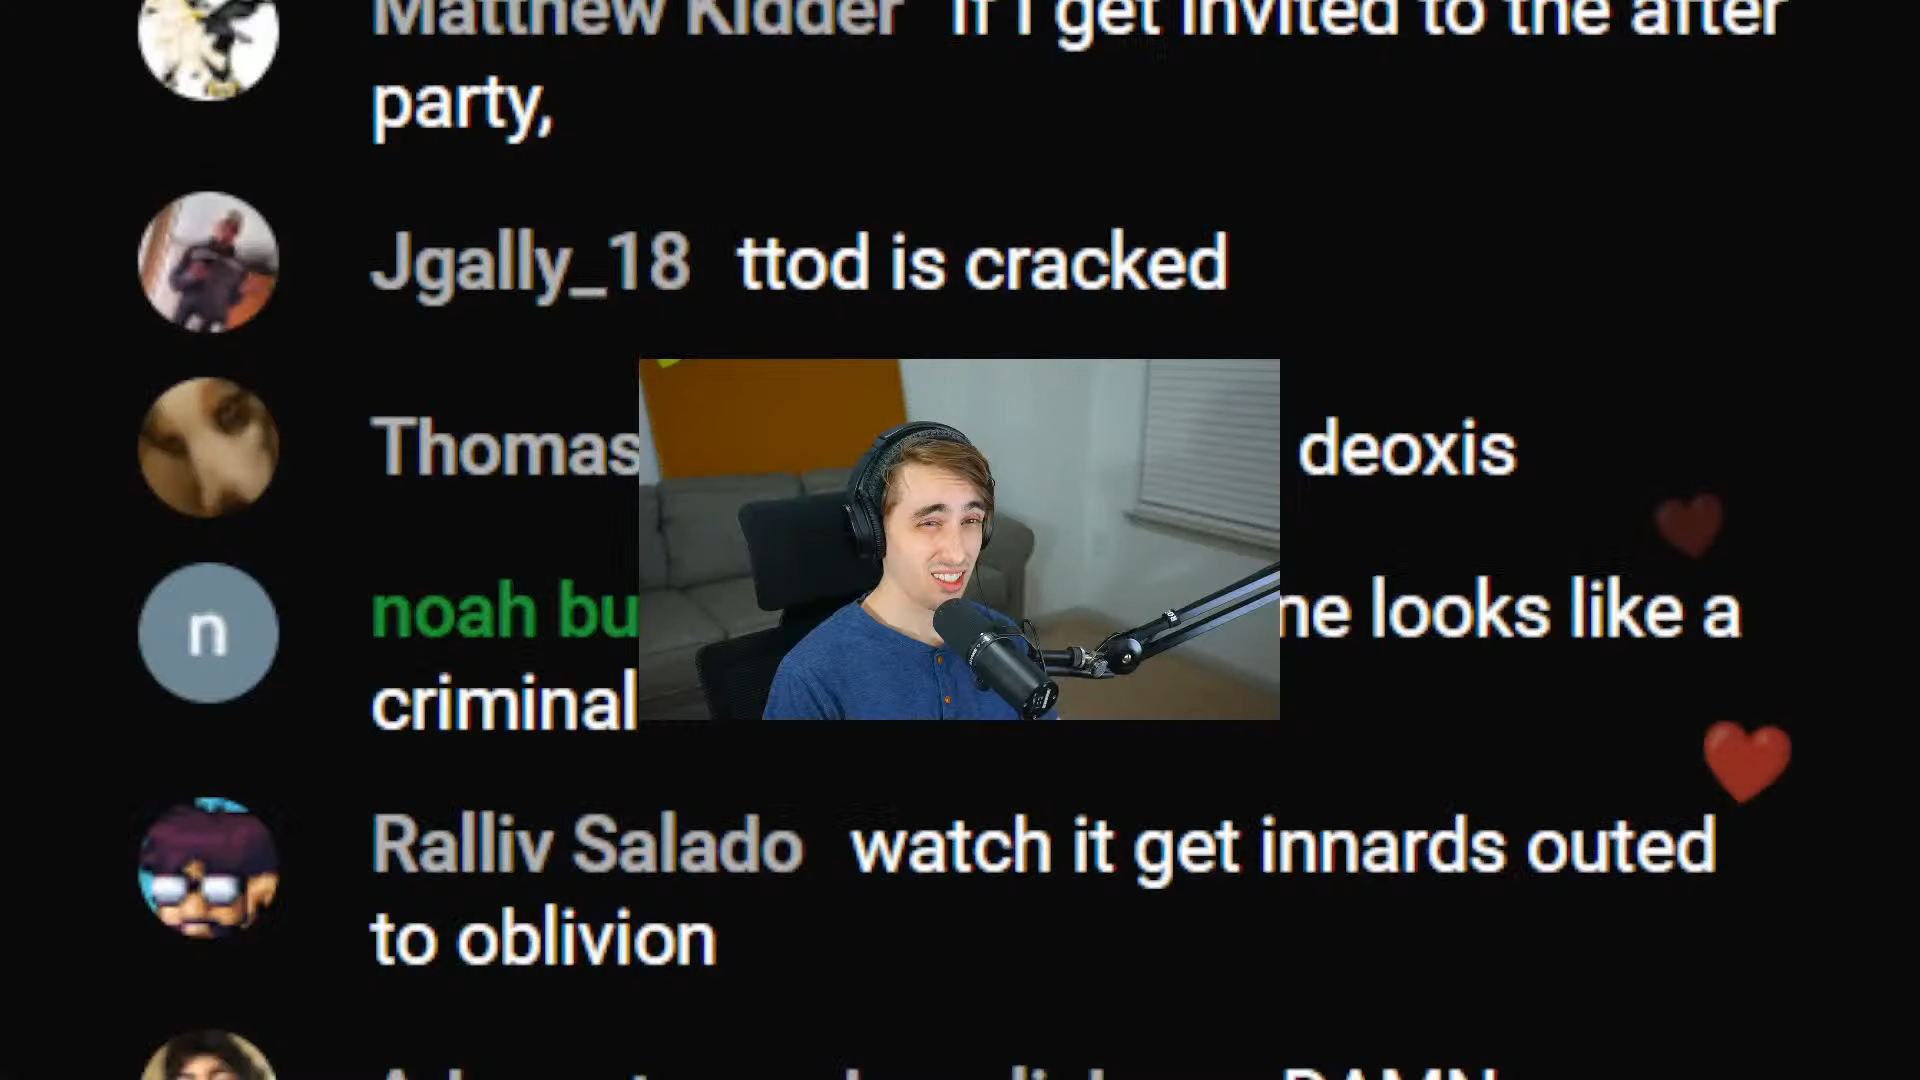 Matthew Kidder If I get invited to the after
party,
Jgally_18 ttod is cracked
Thomas deoxis
n
noah bu ne looks like a
criminal
Ralliv Salado watch it get innards outed
to oblivion
DAMN